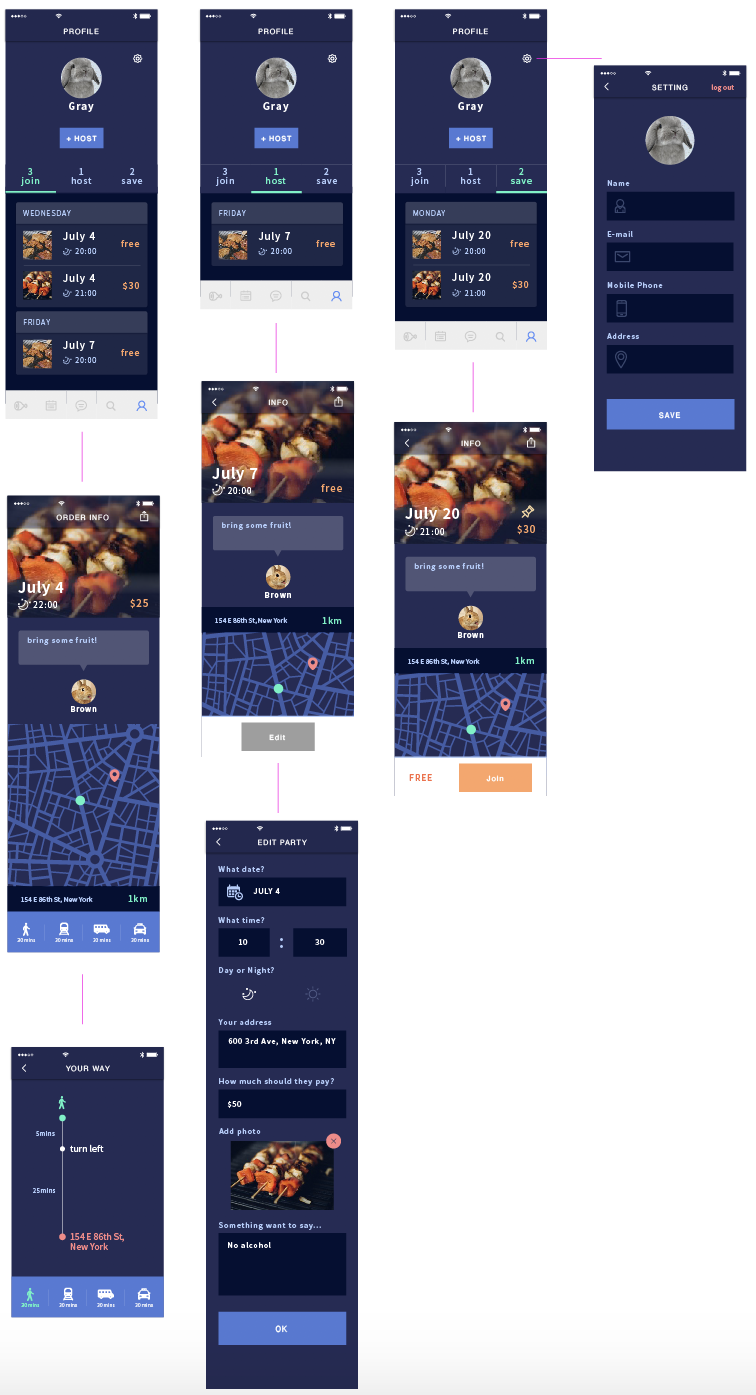 PROFILE
Gray
+ HOST
3
join
1
host
2
save
WEDNESDAY
July 4
20:00
free
July 4
21:00
$30
FRIDAY
July 7
20:00
free
ORDER INFO
July 4
22:00
$25
bring some fruit!
Brown
154 E 86th St, New York
1km
20 mins
20 mins
10 mins
20 mins
YOUR WAY
5mins
turn left
25mins
154 E 86th St,
New York
20 mins
20 mins
20 mins
20 mins
PROFILE
Gray
+ HOST
3
join
1
host
2
save
FRIDAY
July 7
20:00
free
INFO
July 7
20:00
free
bring some fruit!
Brown
154 E 86th St, New York
1km
Edit
EDIT PARTY
What date?
JULY 4
What time?
10
:
30
Day or Night?
Your address
600 3rd Ave, New York, NY
How much should they pay?
$50
Add photo
Something want to say...
No alcohol
OK
PROFILE
Gray
+ HOST
3
join
1
host
2
save
MONDAY
July 20
20:00
free
July 20
21:00
$30
INFO
July 20
21:00
$30
bring some fruit!
Brown
154 E 86th St, New York
1km
FREE
Join
SETTING
log out
Name
E-mail
Mobile Phone
Address
SAVE